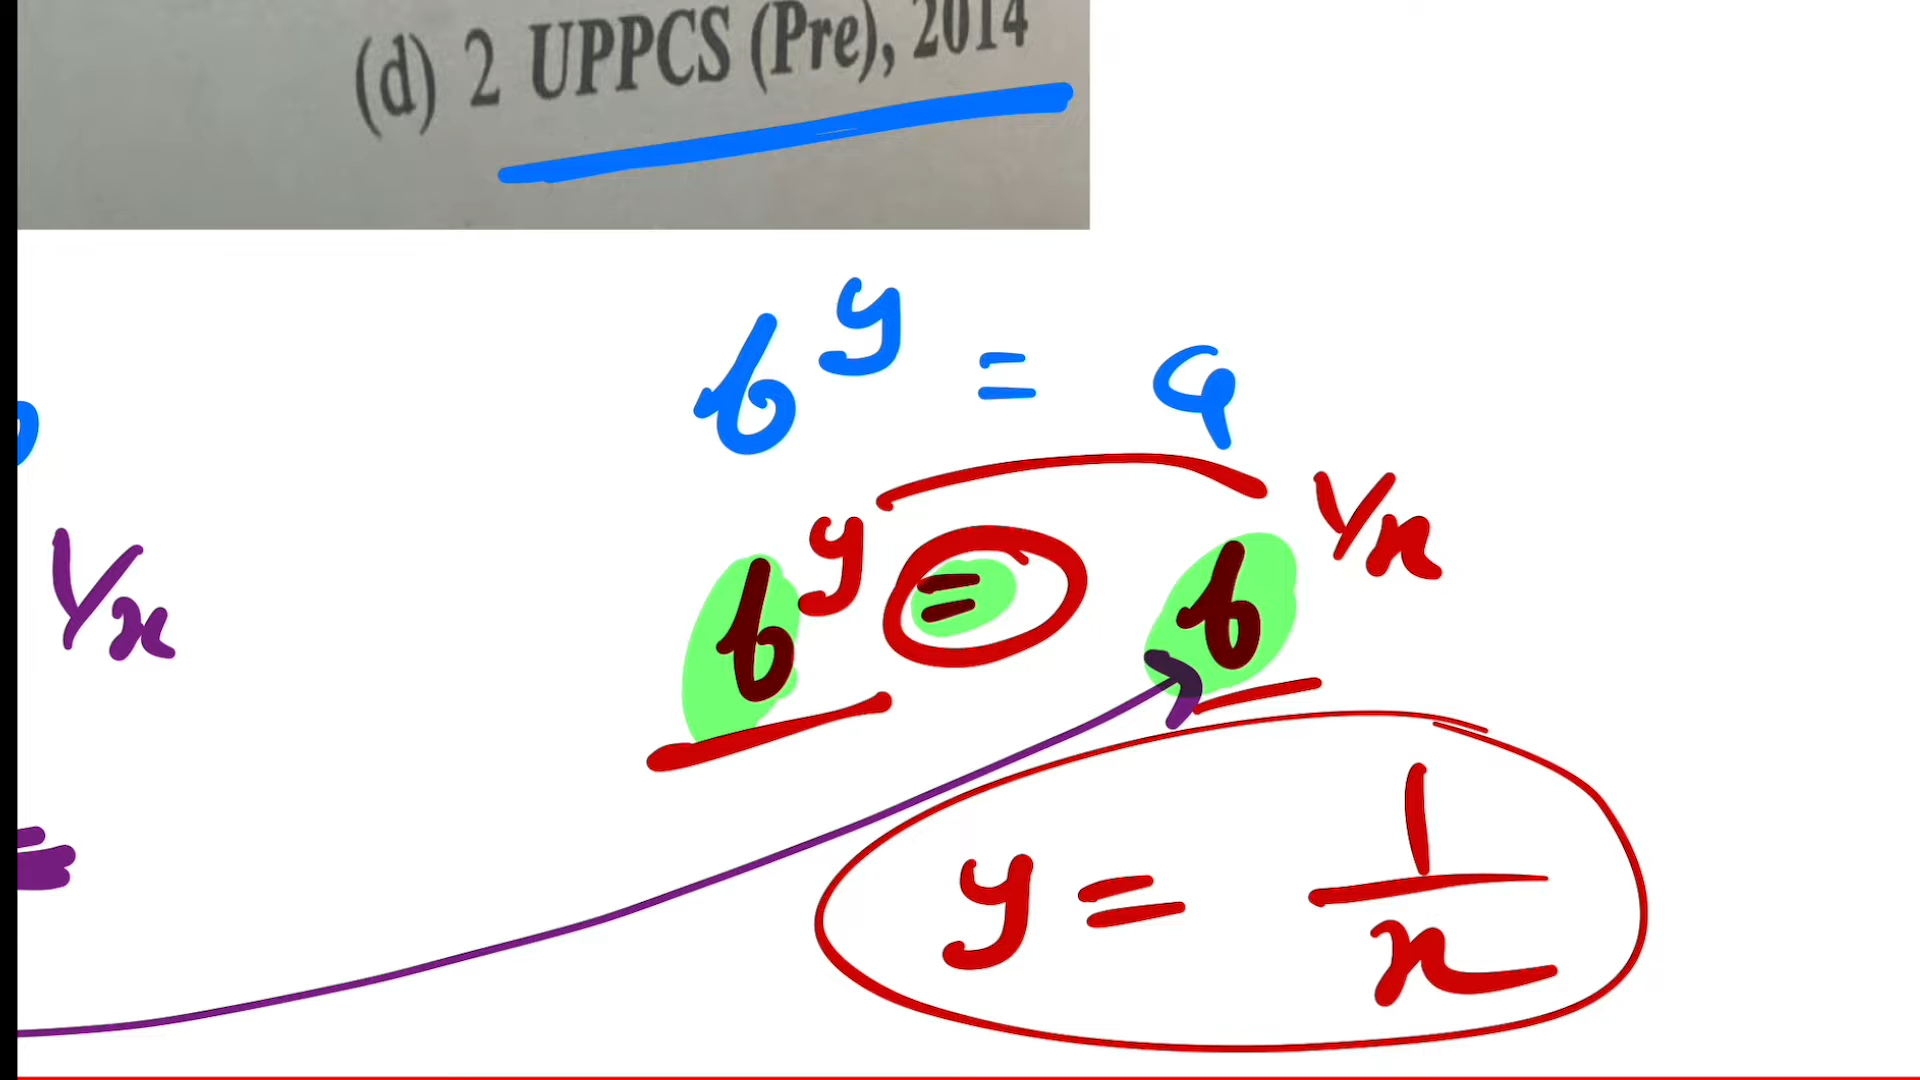 (d) 2 UPPCS (Pre), 2014
b^y = a
1/x
b^y = b^1/x
=
y = 1/x